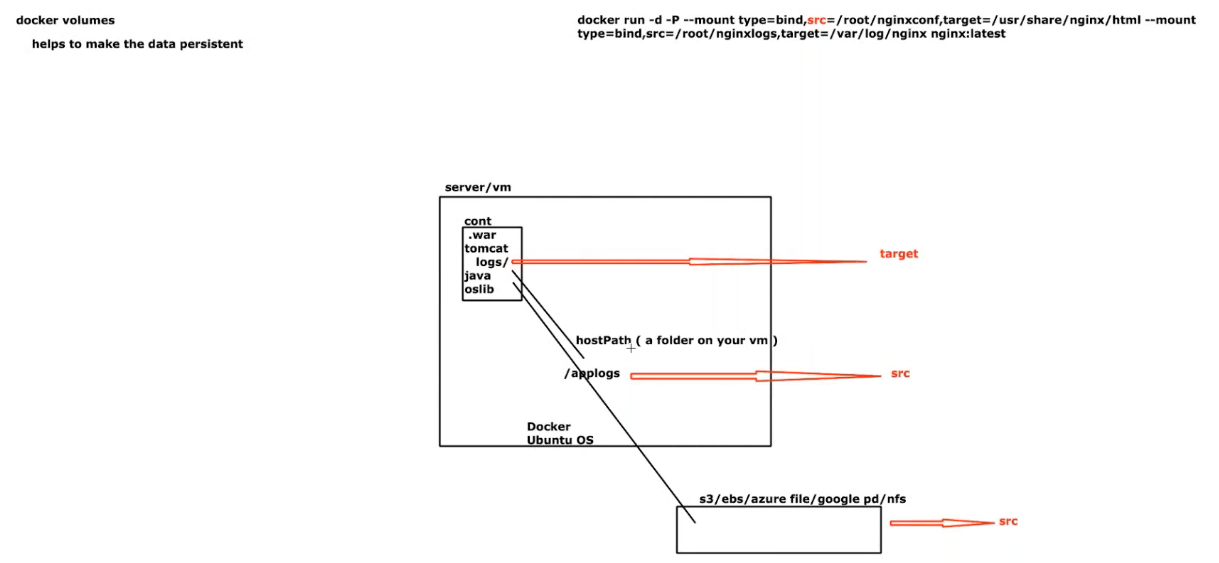 docker volumes
helps to make the data persistent
docker run -d -P --mount type=bind,src=/root/nginxconf,target=/usr/share/nginx/html --mount
type=bind,src=/root/nginxlogs,target=/var/log/nginx nginx:latest
server/vm
cont
.war
tomcat
logs/
java
oslib
target
hostPath ( a folder on your vm )
/applogs
src
Docker
Ubuntu OS
s3/ebs/azure file/google pd/nfs
src